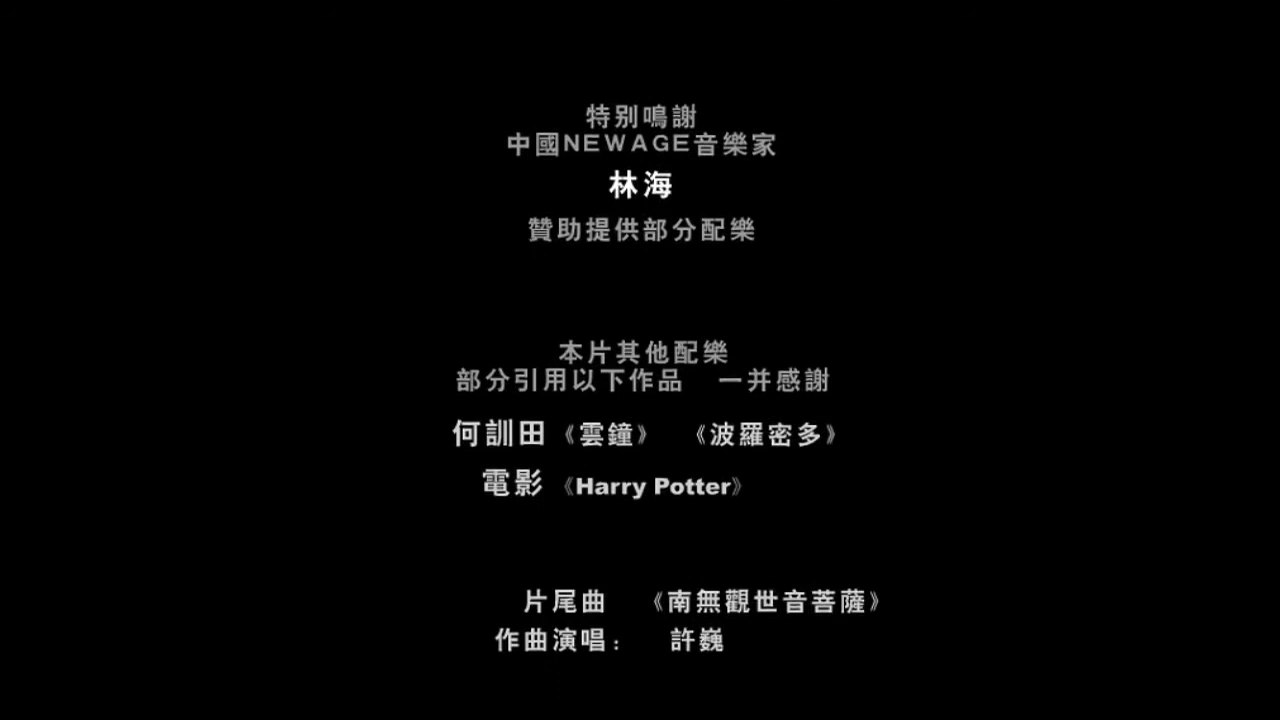 特别鳴謝
中國NEWAGE音樂家
林海
贊助提供部分配樂
本片其他配樂
部分引用以下作品 一并感謝
何訓田《雲鐘》 《波羅密多》
電影《Harry Potter》
片尾曲 《南無觀世音菩薩》
作曲演唱： 許巍